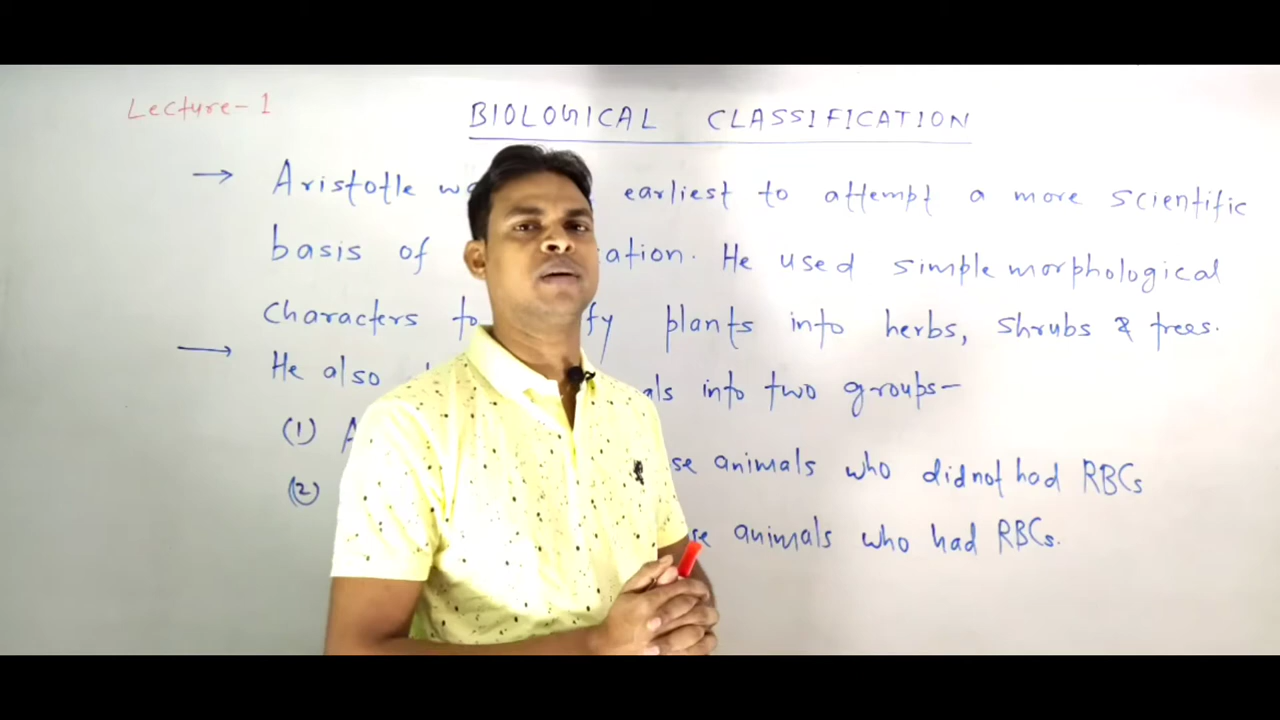 Lecture-1
BIOLOGICAL CLASSIFICATION
→ Aristotle earliest to attempt a more scientific
basis of ation. He used simple morphological
characters to fy plants into herbs, shrubs & trees.
→ He also als into two groups-
(1) A se animals who didnot had RBCs
(2) se animals who had RBCs.